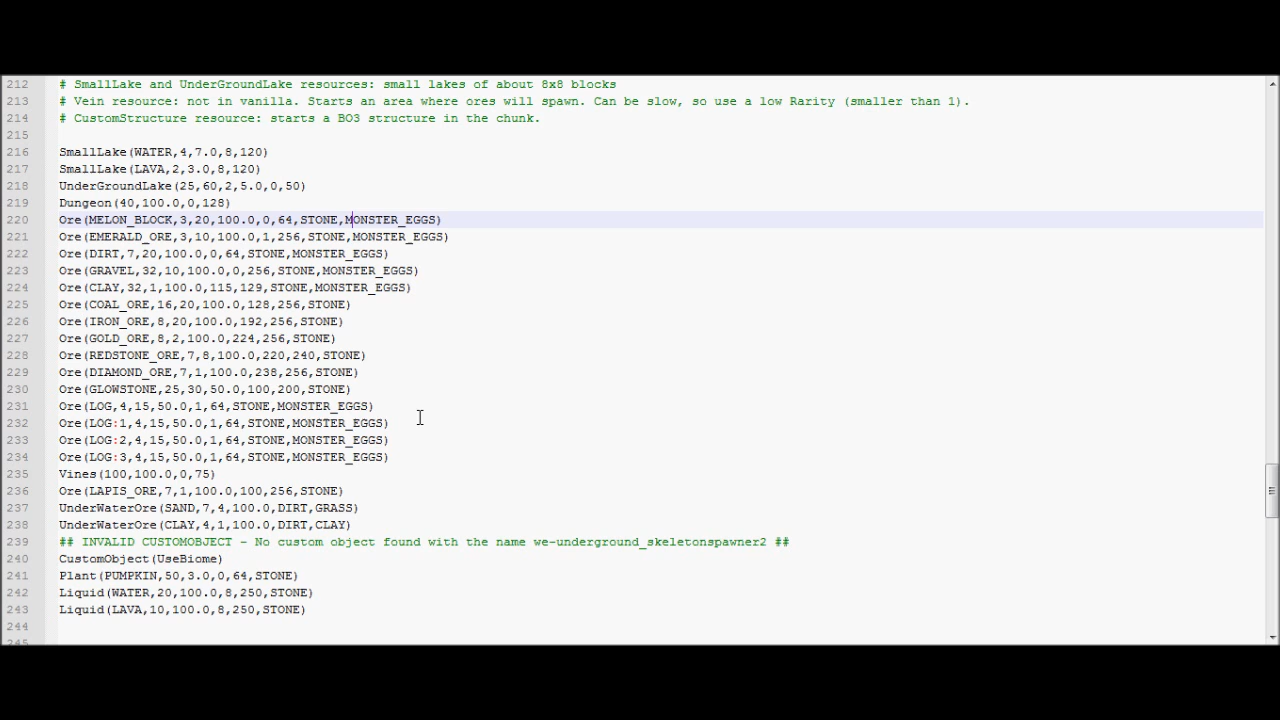 212 # SmallLake and UnderGroundLake resources: small lakes of about 8x8 blocks
213 # Vein resource: not in vanilla. Starts an area where ores will spawn. Can be slow, so use a low Rarity (smaller than 1).
214 # CustomStructure resource: starts a BO3 structure in the chunk.
215
216 SmallLake(WATER,4,7.0,8,120)
217 SmallLake(LAVA,2,3.0,8,120)
218 UnderGroundLake(25,60,2,5.0,0,50)
219 Dungeon(40,100.0,0,128)
220 Ore(MELON_BLOCK,3,20,100.0,0,64,STONE,MONSTER_EGGS)
221 Ore(EMERALD_ORE,3,10,100.0,1,256,STONE,MONSTER_EGGS)
222 Ore(DIRT,7,20,100.0,0,64,STONE,MONSTER_EGGS)
223 Ore(GRAVEL,32,10,100.0,0,256,STONE,MONSTER_EGGS)
224 Ore(CLAY,32,1,100.0,115,129,STONE,MONSTER_EGGS)
225 Ore(COAL_ORE,16,20,100.0,128,256,STONE)
226 Ore(IRON_ORE,8,20,100.0,192,256,STONE)
227 Ore(GOLD_ORE,8,2,100.0,224,256,STONE)
228 Ore(REDSTONE_ORE,7,8,100.0,220,240,STONE)
229 Ore(DIAMOND_ORE,7,1,100.0,238,256,STONE)
230 Ore(GLOWSTONE,25,30,50.0,100,200,STONE)
231 Ore(LOG,4,15,50.0,1,64,STONE,MONSTER_EGGS)
232 Ore(LOG:1,4,15,50.0,1,64,STONE,MONSTER_EGGS)
233 Ore(LOG:2,4,15,50.0,1,64,STONE,MONSTER_EGGS)
234 Ore(LOG:3,4,15,50.0,1,64,STONE,MONSTER_EGGS)
235 Vines(100,100.0,0,75)
236 Ore(LAPIS_ORE,7,1,100.0,100,256,STONE)
237 UnderWaterOre(SAND,7,4,100.0,DIRT,GRASS)
238 UnderWaterOre(CLAY,4,1,100.0,DIRT,CLAY)
239 ## INVALID CUSTOMOBJECT - No custom object found with the name we-underground_skeletonspawner2 ##
240 CustomObject(UseBiome)
241 Plant(PUMPKIN,50,3.0,0,64,STONE)
242 Liquid(WATER,20,100.0,8,250,STONE)
243 Liquid(LAVA,10,100.0,8,250,STONE)
244
245